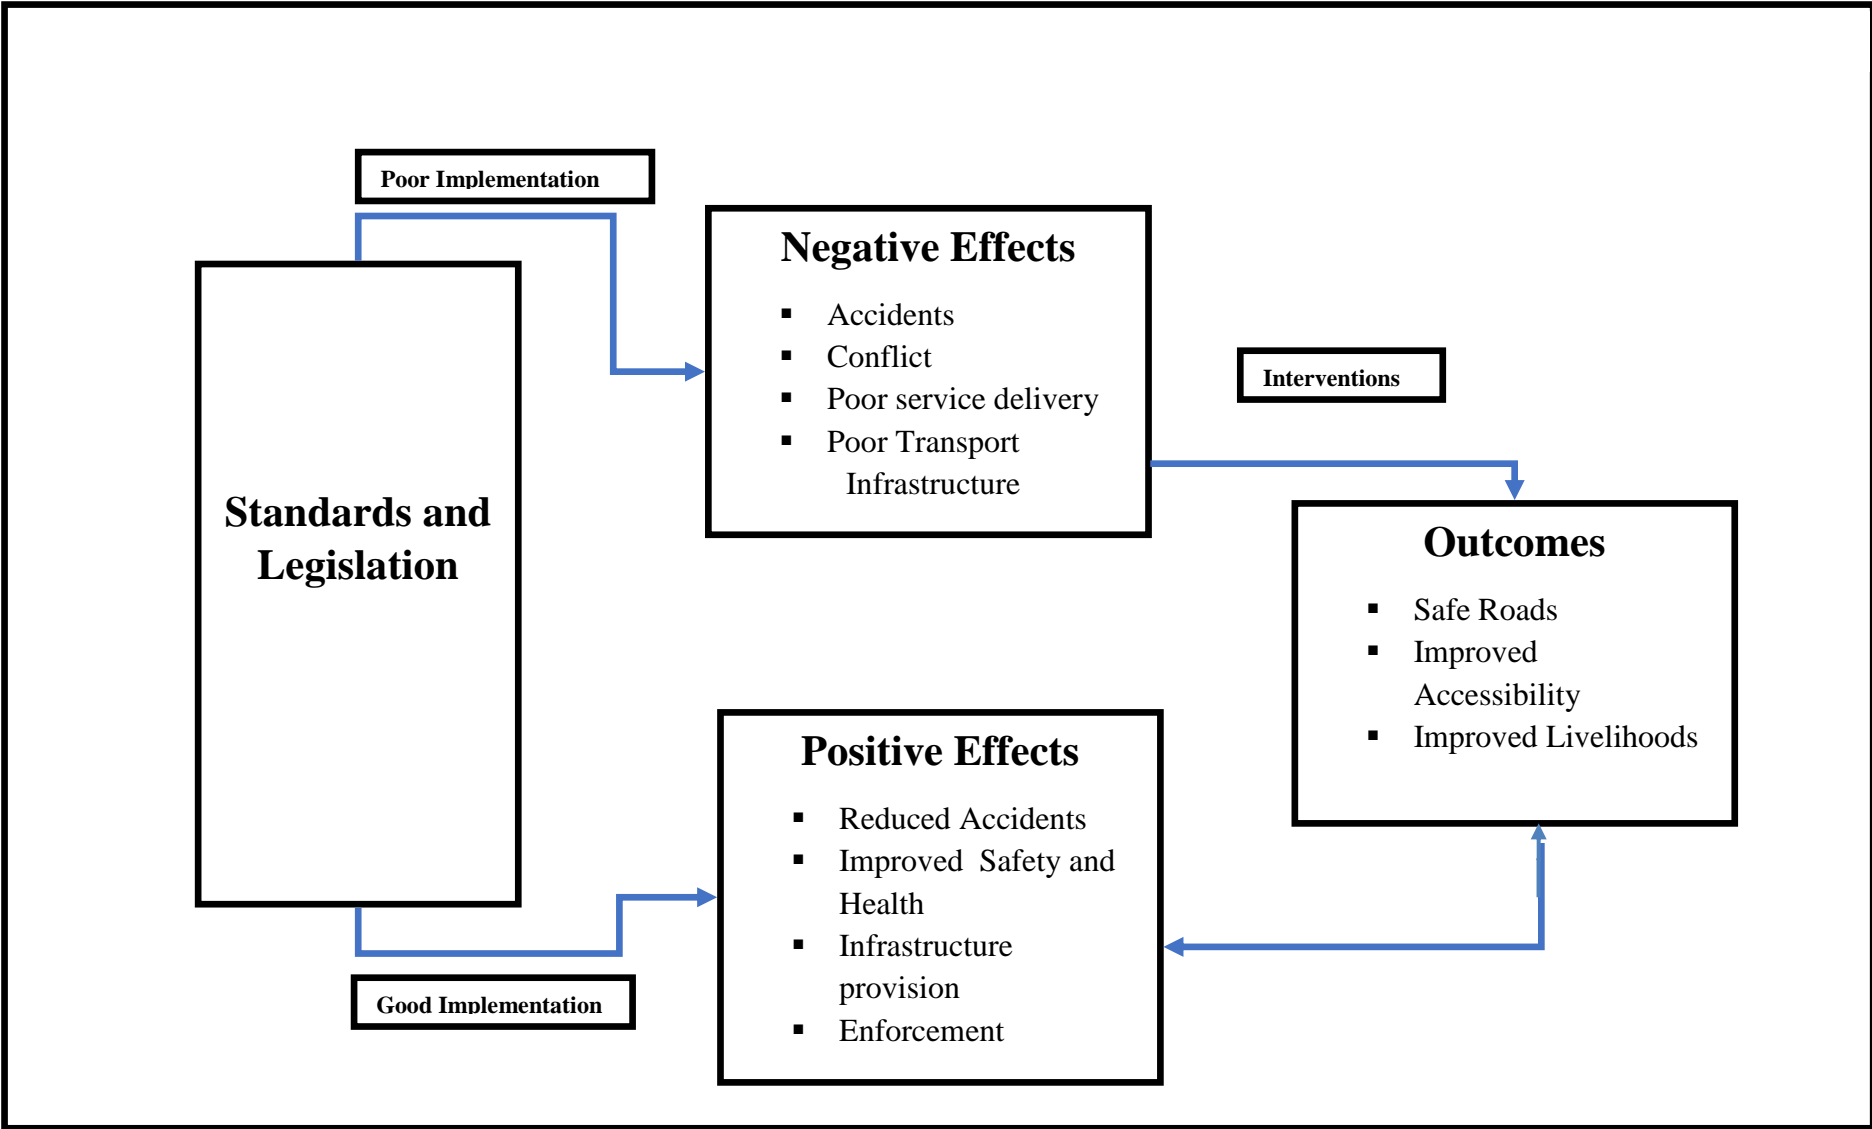 Poor Implementation
Negative Effects
▪ Accidents
▪ Conflict
▪ Poor service delivery
▪ Poor Transport
Infrastructure
Interventions
Standards and
Legislation
Outcomes
▪ Safe Roads
▪ Improved
Accessibility
▪ Improved Livelihoods
Positive Effects
▪ Reduced Accidents
▪ Improved Safety and
Health
▪ Infrastructure
provision
▪ Enforcement
Good Implementation